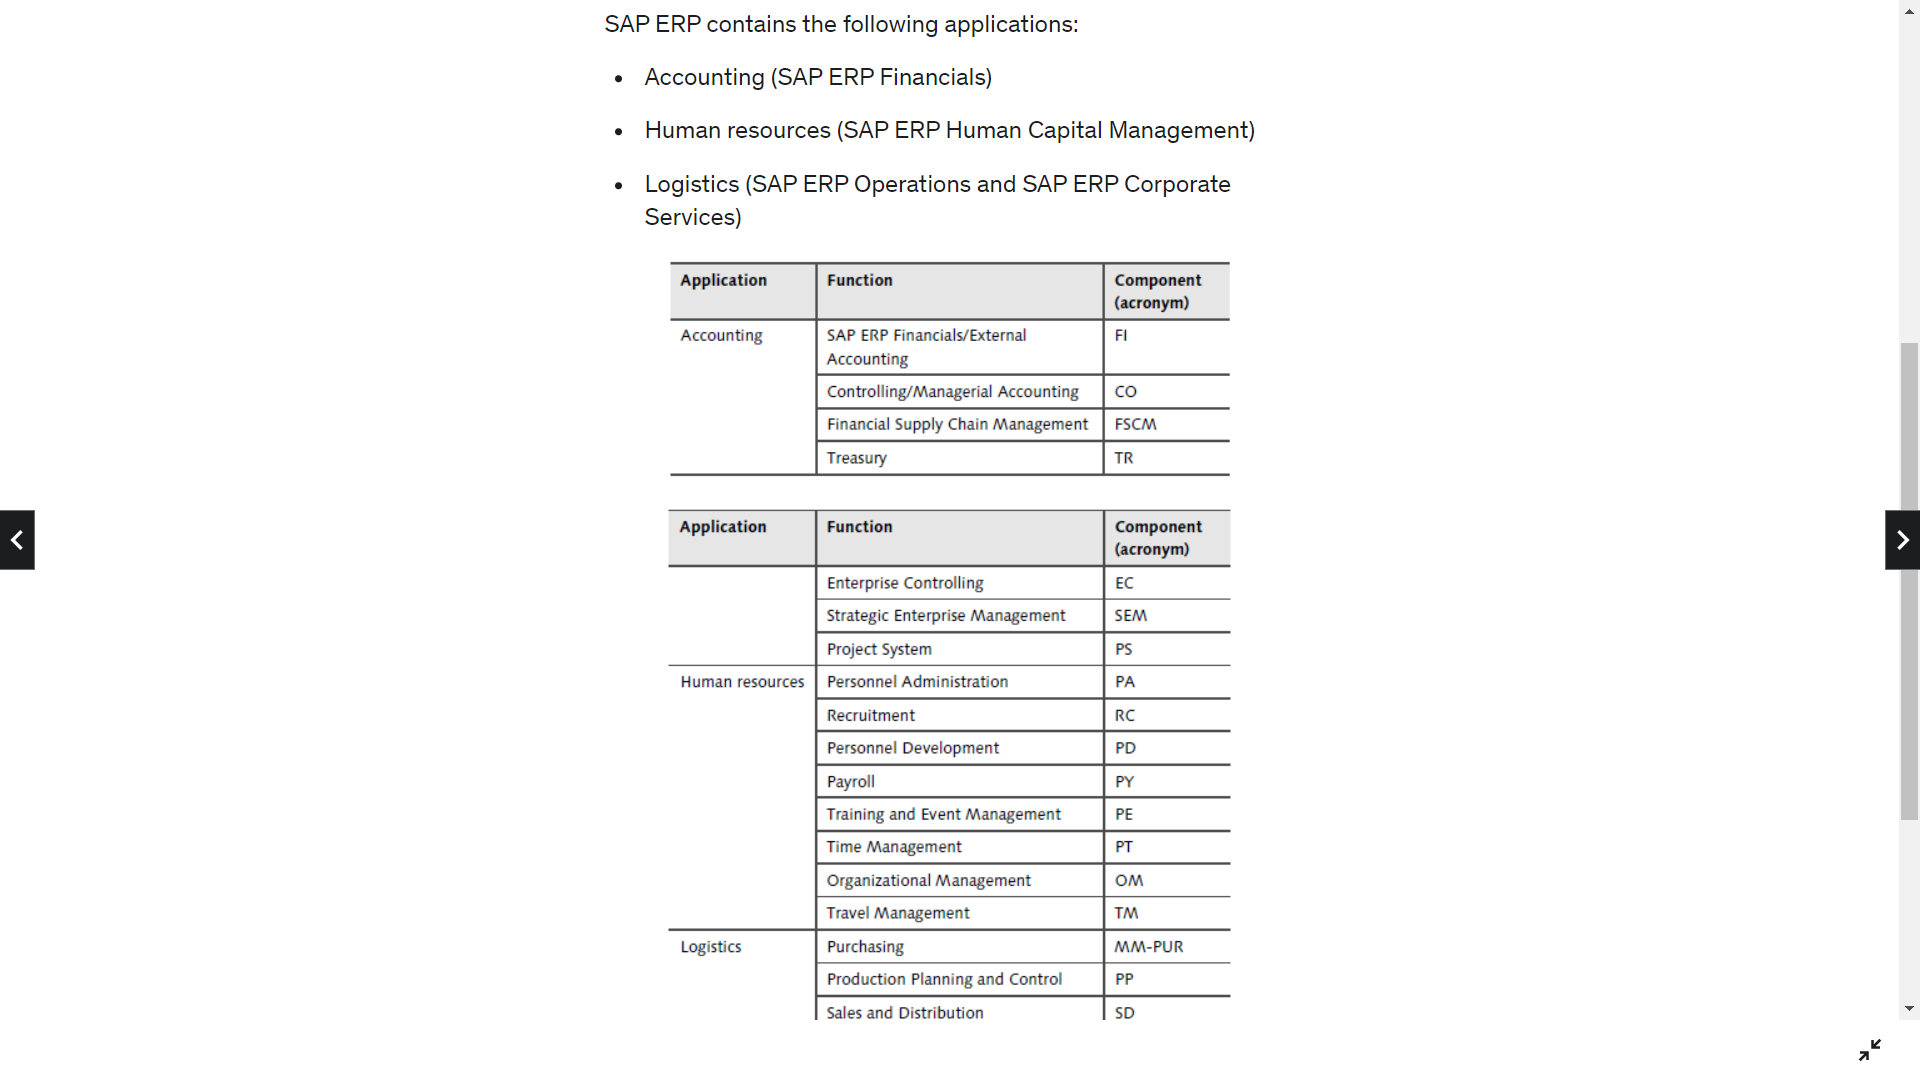 SAP ERP contains the following applications:
• Accounting (SAP ERP Financials)
• Human resources (SAP ERP Human Capital Management)
• Logistics (SAP ERP Operations and SAP ERP Corporate
Services)
Application Function Component
(acronym)
Accounting SAP ERP Financials/External FI
Accounting
Controlling/Managerial Accounting CO
Financial Supply Chain Management FSCM
Treasury TR
Application Function Component
(acronym)
Enterprise Controlling EC
Strategic Enterprise Management SEM
Project System PS
Human resources Personnel Administration PA
Recruitment RC
Personnel Development PD
Payroll PY
Training and Event Management PE
Time Management PT
Organizational Management OM
Travel Management TM
Logistics Purchasing MM-PUR
Production Planning and Control PP
Sales and Distribution SD